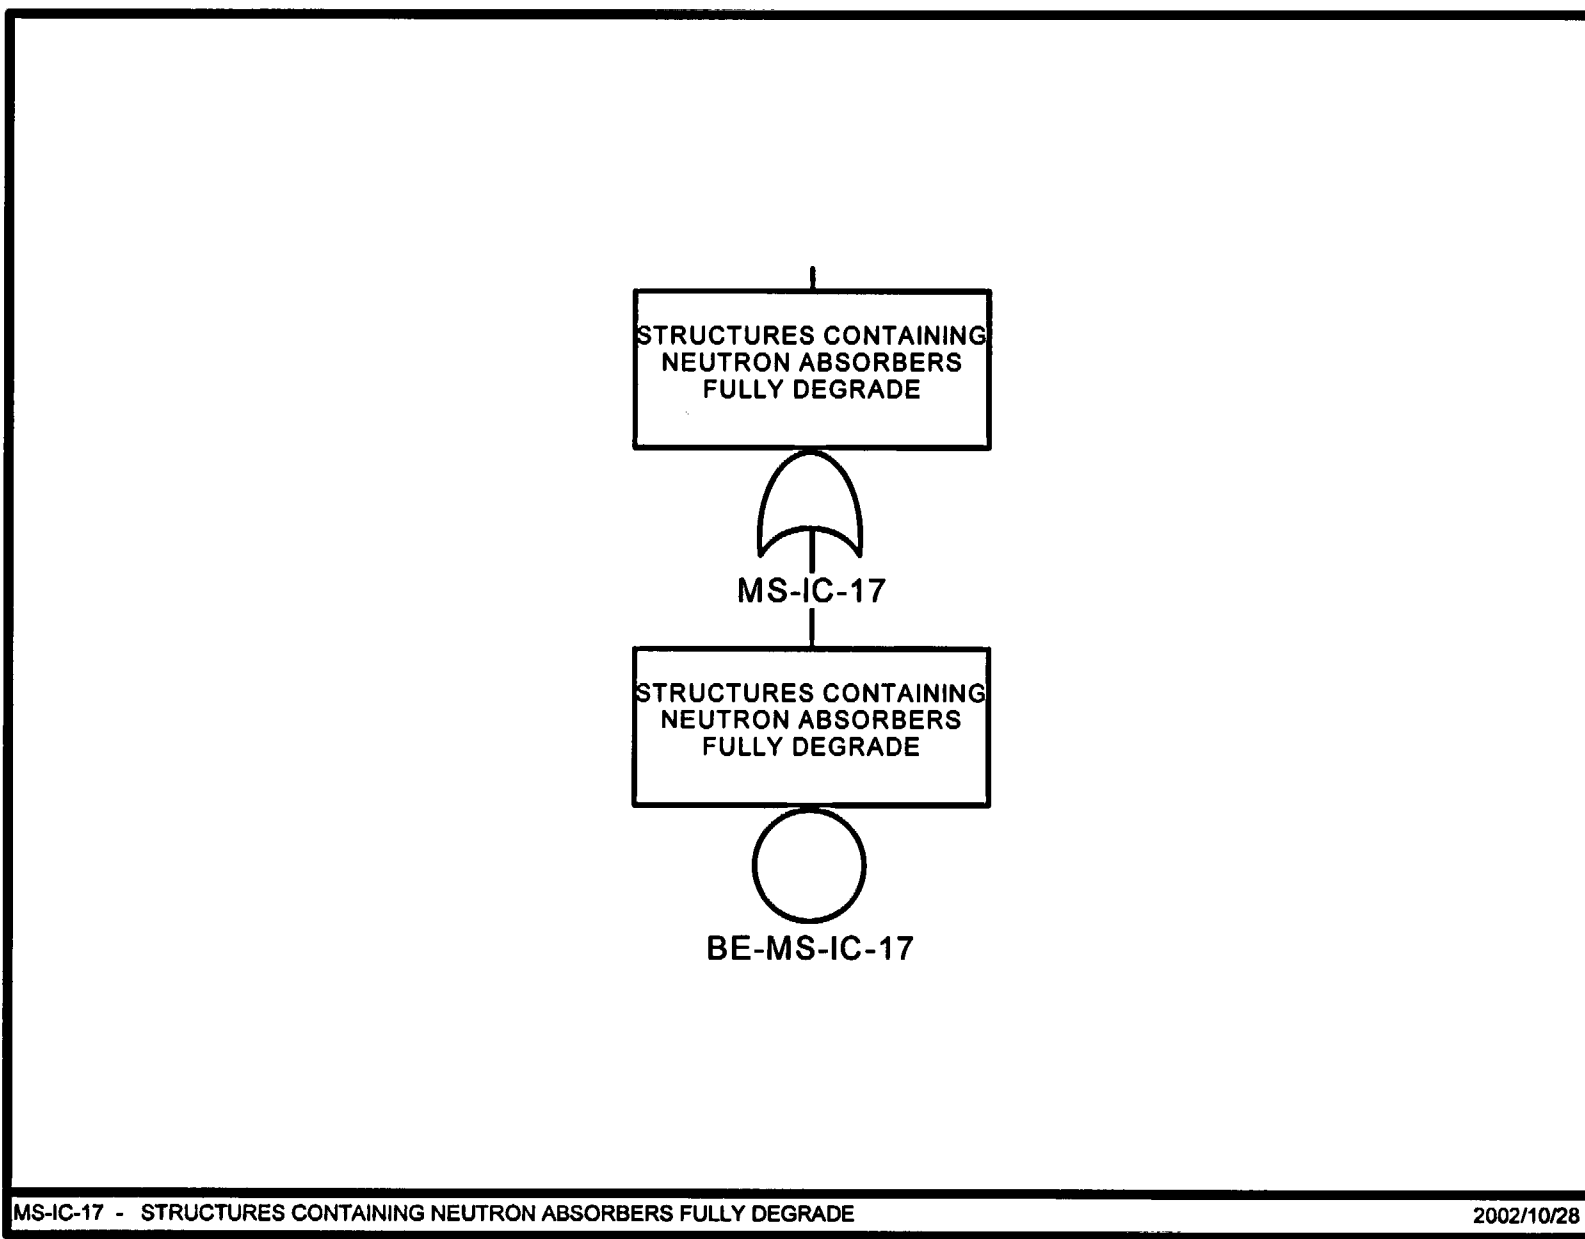 STRUCTURES CONTAINING
NEUTRON ABSORBERS
FULLY DEGRADE
MS-IC-17
STRUCTURES CONTAINING
NEUTRON ABSORBERS
FULLY DEGRADE
BE-MS-IC-17
MS-IC-17 - STRUCTURES CONTAINING NEUTRON ABSORBERS FULLY DEGRADE 2002/10/28